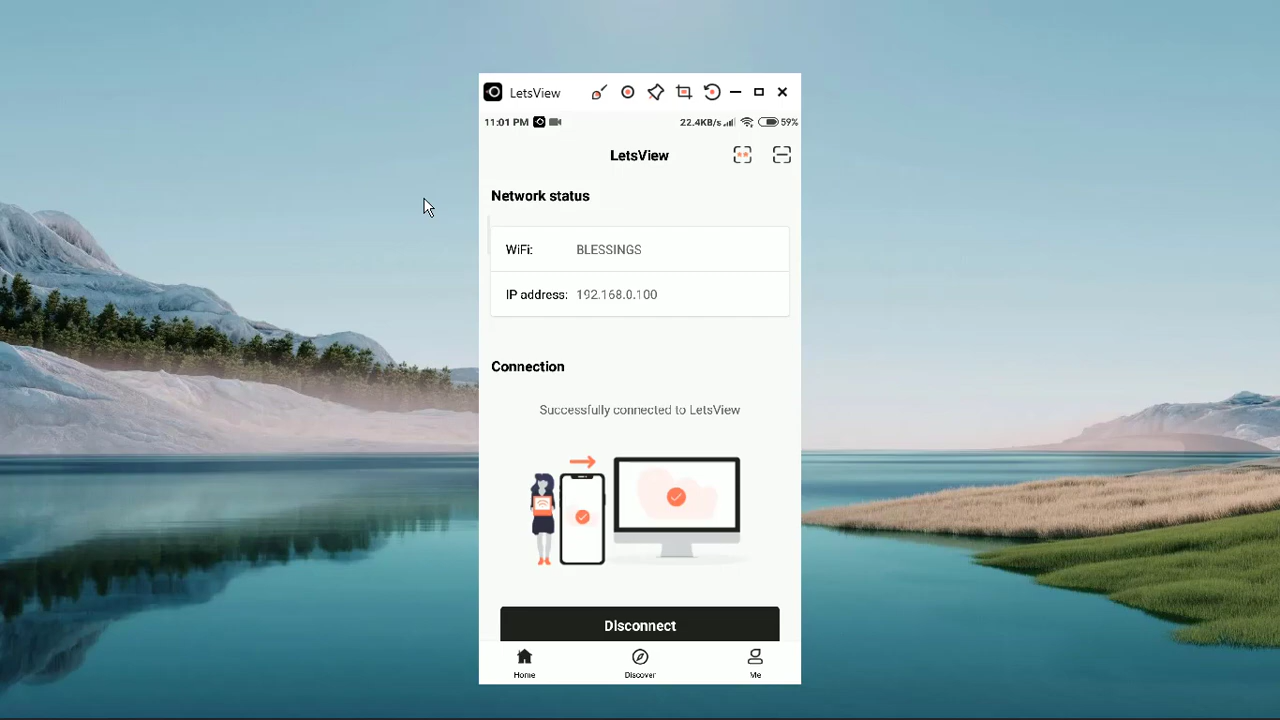 LetsView
11:01 PM 22.4KB/s 59%
LetsView
Network status
WiFi: BLESSINGS
IP address: 192.168.0.100
Connection
Successfully connected to LetsView
Disconnect
Home Discover Me